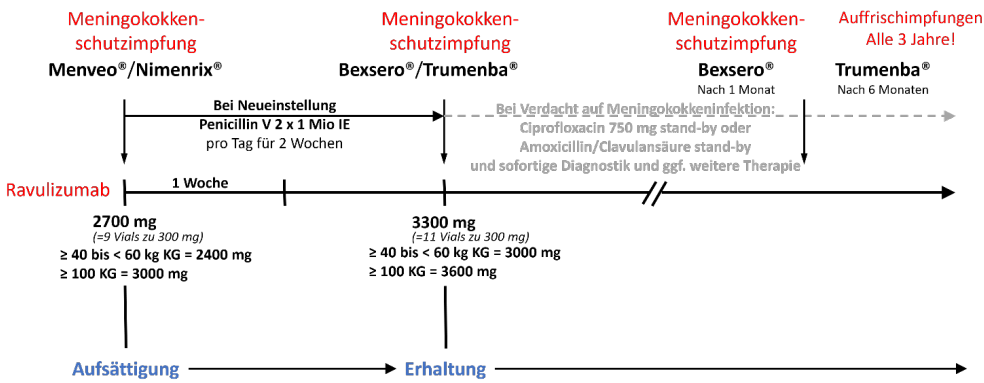 Meningokokken-
schutzimpfung
Menveo®/Nimenrix®
Meningokokken-
schutzimpfung
Bexsero®/Trumenba®
Meningokokken-
schutzimpfung
Bexsero®
Nach 1 Monat
Auffrischimpfungen
Alle 3 Jahre!
Trumenba®
Nach 6 Monaten
Bei Neueinstellung
Penicillin V 2 x 1 Mio IE
pro Tag für 2 Wochen
Bei Verdacht auf Meningokokkeninfektion:
Ciprofloxacin 750 mg stand-by oder
Amoxicillin/Clavulansäure stand-by
und sofortige Diagnostik und ggf. weitere Therapie
Ravulizumab
1 Woche
2700 mg
(=9 Vials zu 300 mg)
≥ 40 bis < 60 kg KG = 2400 mg
≥ 100 KG = 3000 mg
3300 mg
(=11 Vials zu 300 mg)
≥ 40 bis < 60 kg KG = 3000 mg
≥ 100 KG = 3600 mg
Aufsättigung
Erhaltung